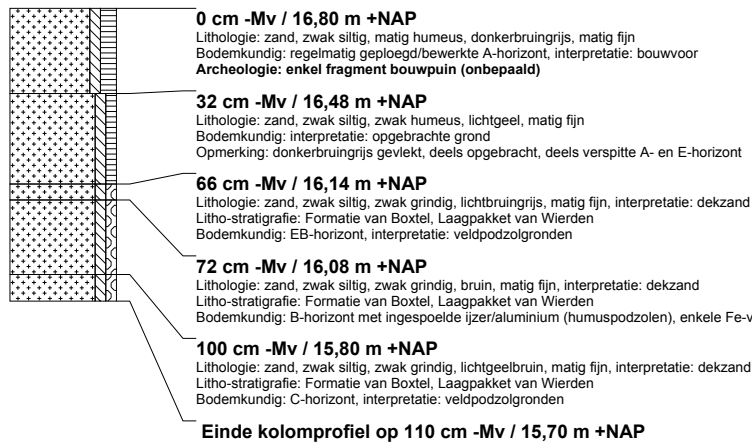 0 cm -Mv / 16,80 m +NAP
Lithologie: zand, zwak siltig, matig humeus, donkerbruingrijs, matig fijn
Bodemkundig: regelmatig geploegd/bewerkte A-horizont, interpretatie: bouwvoor
Archeologie: enkel fragment bouwpuin (onbepaald)
32 cm -Mv / 16,48 m +NAP
Lithologie: zand, zwak siltig, zwak humeus, lichtgeel, matig fijn
Bodemkundig: interpretatie: opgebrachte grond
Opmerking: donkerbruingrijs gevlekt, deels opgebracht, deels verspitte A- en E-horizont
66 cm -Mv / 16,14 m +NAP
Lithologie: zand, zwak siltig, zwak grindig, lichtbruingrijs, matig fijn, interpretatie: dekzand
Litho-stratigrafie: Formatie van Boxtel, Laagpakket van Wierden
Bodemkundig: EB-horizont, interpretatie: veldpodzolgronden
72 cm -Mv / 16,08 m +NAP
Lithologie: zand, zwak siltig, zwak grindig, bruin, matig fijn, interpretatie: dekzand
Litho-stratigrafie: Formatie van Boxtel, Laagpakket van Wierden
Bodemkundig: B-horizont met ingespoelde ijzer/aluminium (humuspodzolen), enkele Fe-v
100 cm -Mv / 15,80 m +NAP
Lithologie: zand, zwak siltig, zwak grindig, lichtgeelbruin, matig fijn, interpretatie: dekzand
Litho-stratigrafie: Formatie van Boxtel, Laagpakket van Wierden
Bodemkundig: C-horizont, interpretatie: veldpodzolgronden
Einde kolomprofiel op 110 cm -Mv / 15,70 m +NAP